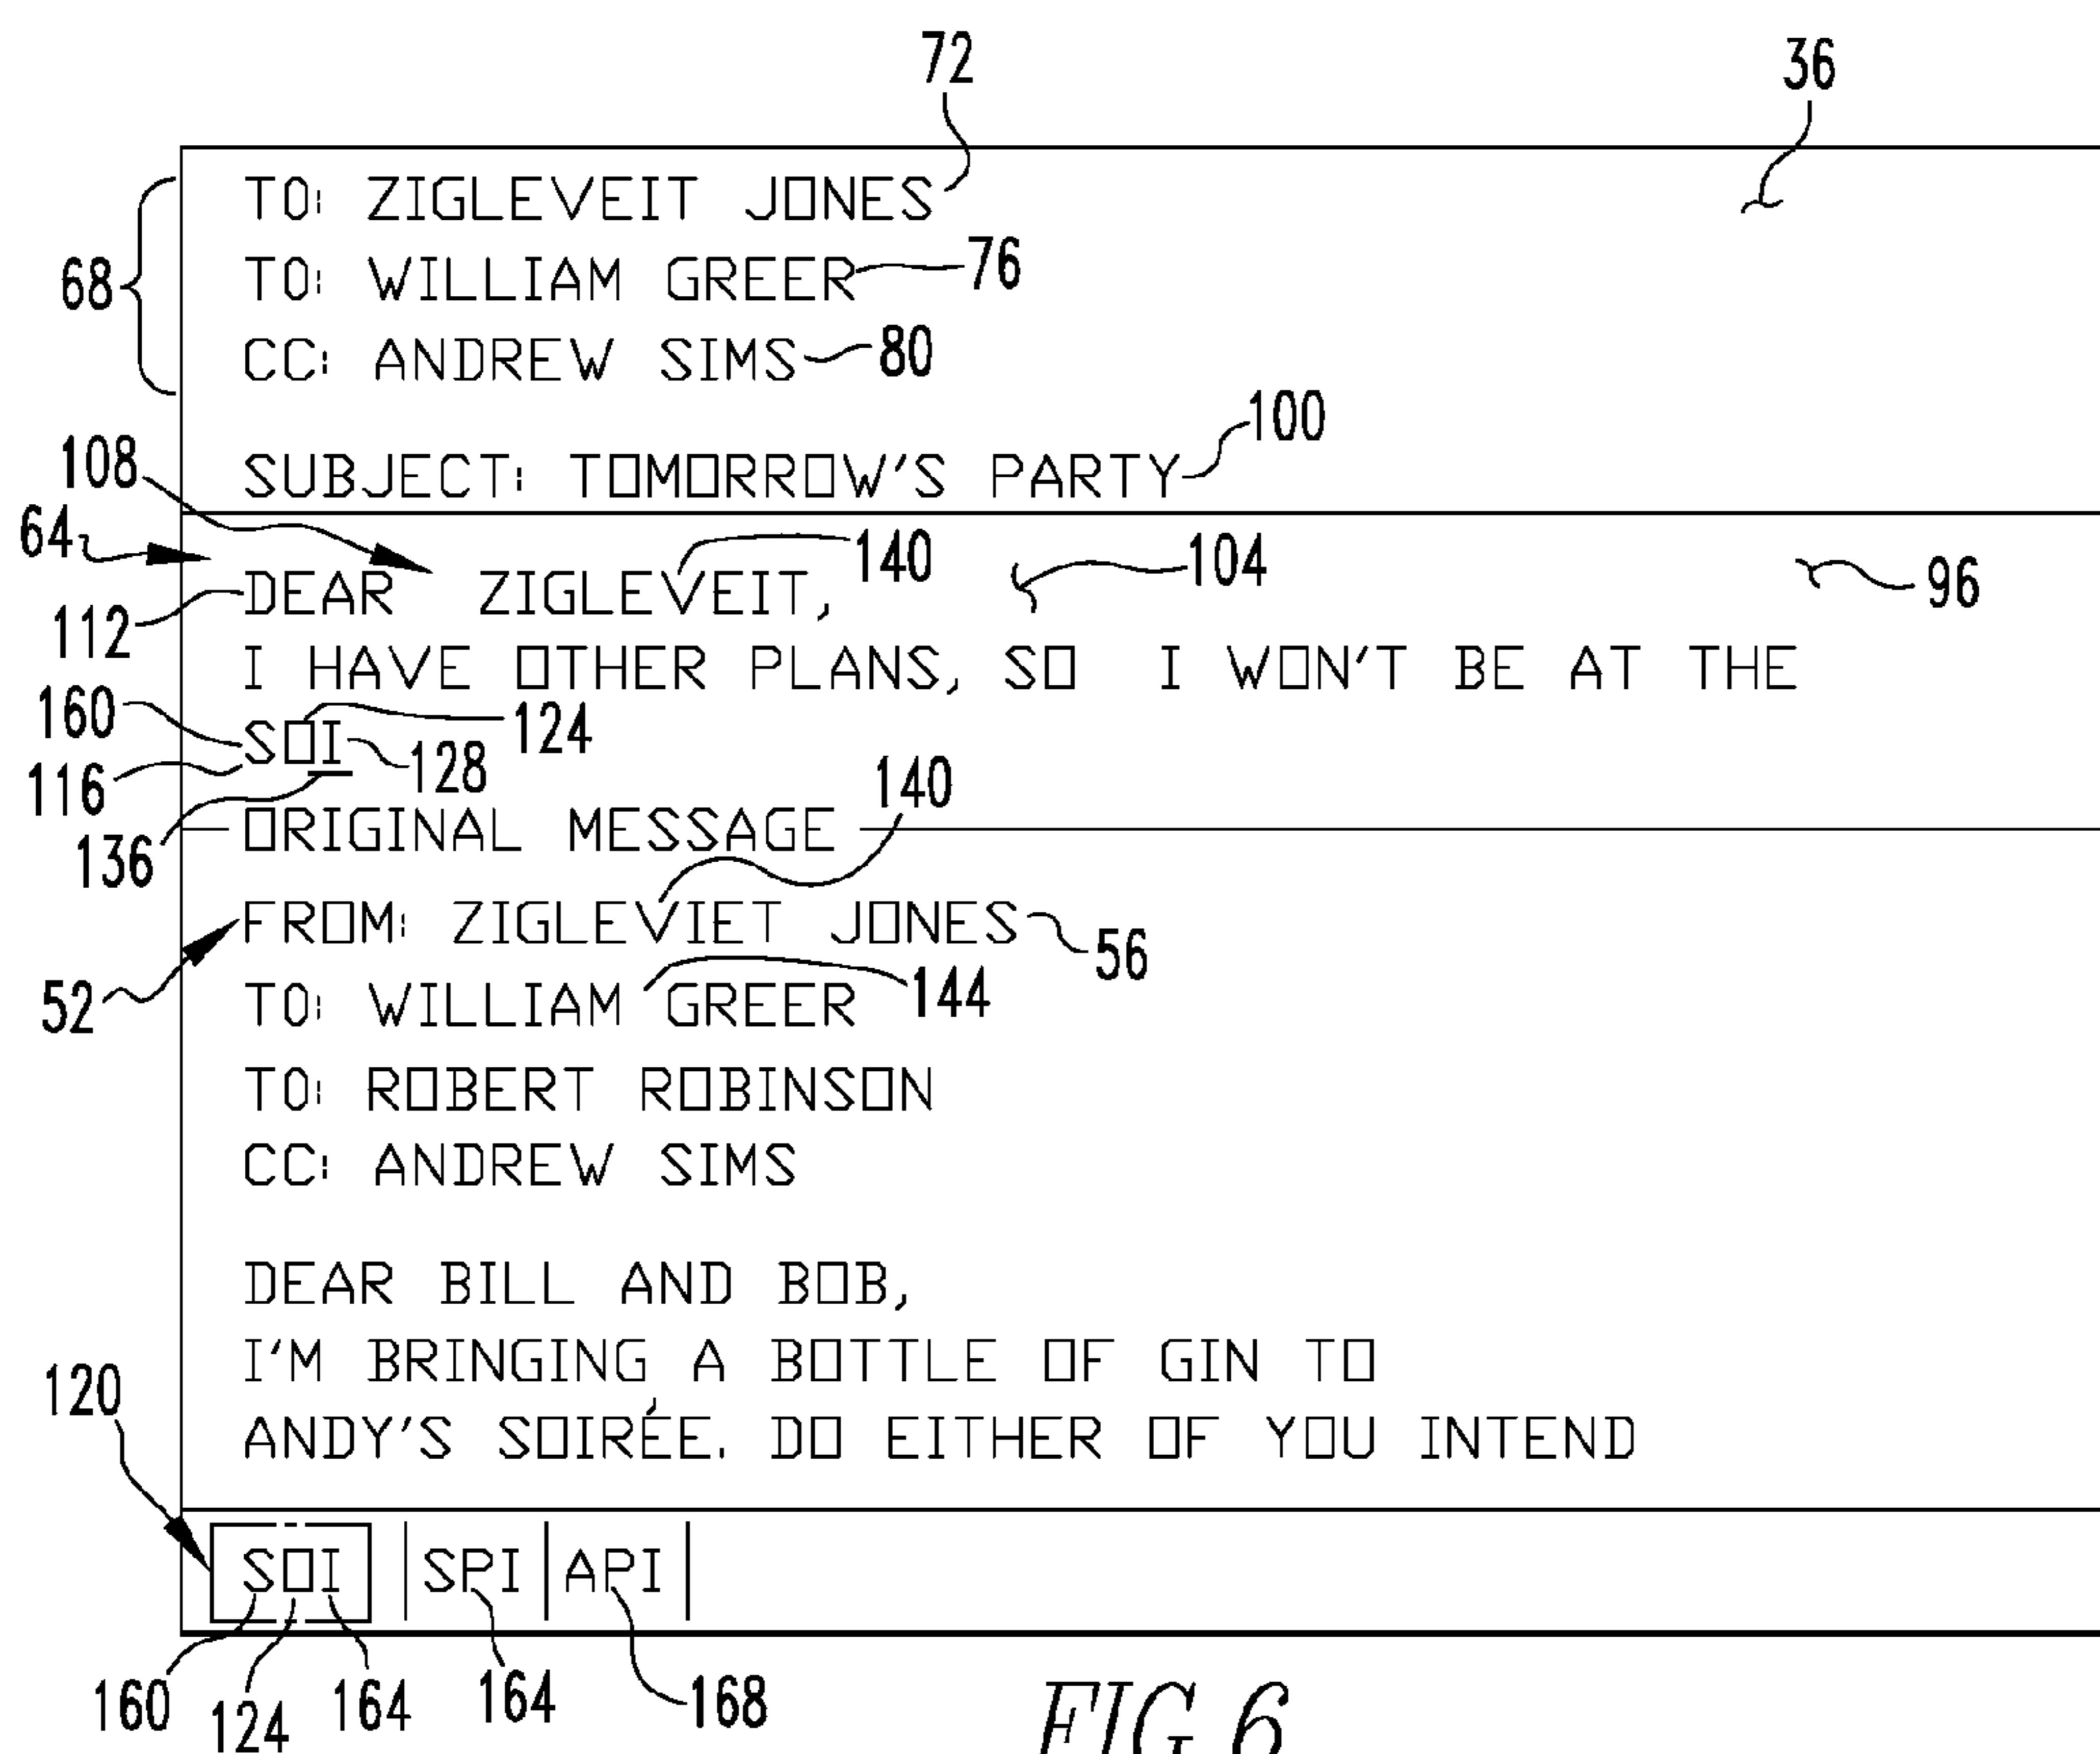 72
36
TO: ZIGLEVEIT JONES
68
TO: WILLIAM GREER
76
CC: ANDREW SIMS
80
100
SUBJECT: TOMORROW'S PARTY
108
64
140
104
96
DEAR ZIGLEVEIT,
112
I HAVE OTHER PLANS, SO I WON'T BE AT THE
160
124
SOI
128
116
140
ORIGINAL MESSAGE
136
FROM: ZIGLEVIET JONES
56
52
144
TO: WILLIAM GREER
TO: ROBERT ROBINSON
CC: ANDREW SIMS
DEAR BILL AND BOB,
I'M BRINGING A BOTTLE OF GIN TO
120
ANDY'S SOIRÉE. DO EITHER OF YOU INTEND
SOI SPI API
160
124
164
164
168
FIG. 6